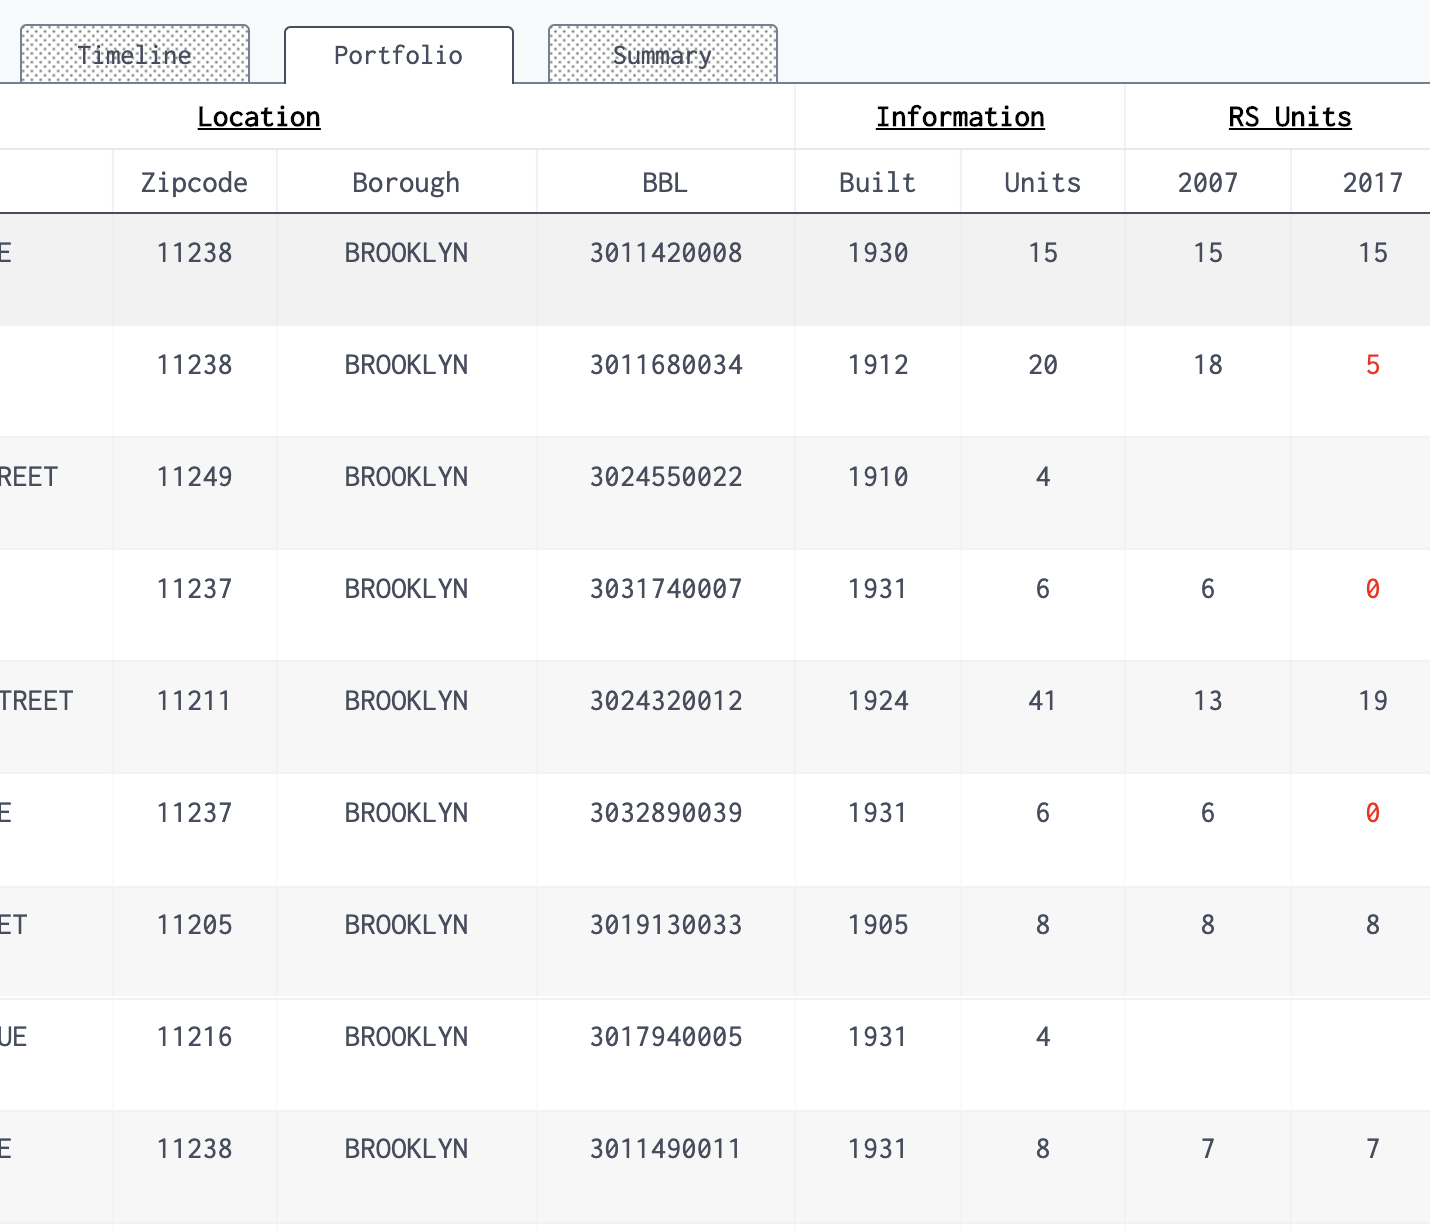 Timeline Portfolio Summary
Location Information RS Units
Zipcode Borough BBL Built Units 2007 2017
E 11238 BROOKLYN 3011420008 1930 15 15 15
11238 BROOKLYN 3011680034 1912 20 18 5
REET 11249 BROOKLYN 3024550022 1910 4
11237 BROOKLYN 3031740007 1931 6 6 0
TREET 11211 BROOKLYN 3024320012 1924 41 13 19
E 11237 BROOKLYN 3032890039 1931 6 6 0
ET 11205 BROOKLYN 3019130033 1905 8 8 8
UE 11216 BROOKLYN 3017940005 1931 4
E 11238 BROOKLYN 3011490011 1931 8 7 7